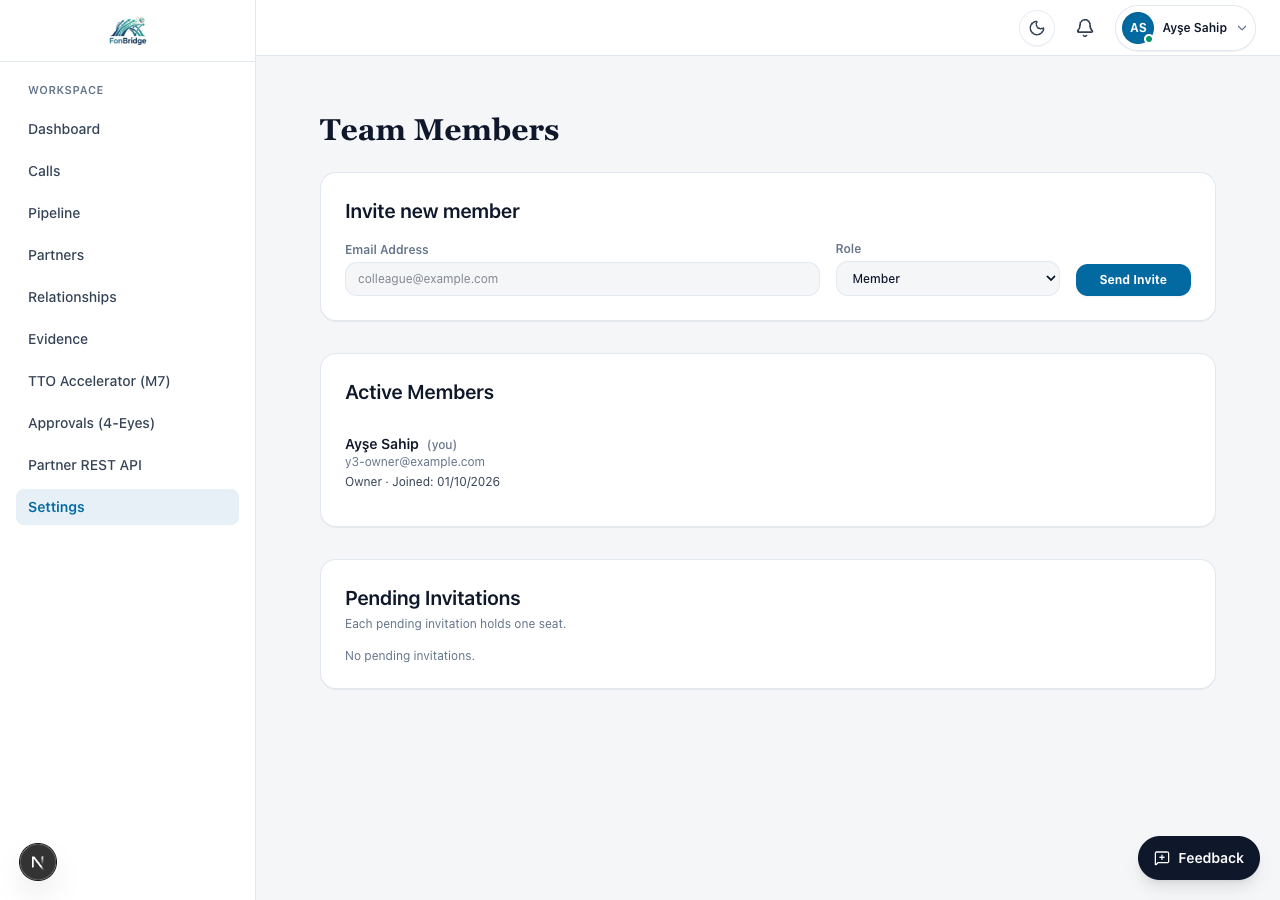 FonBridge
AS
Ayşe Sahip
WORKSPACE
Dashboard
Calls
Pipeline
Partners
Relationships
Evidence
TTO Accelerator (M7)
Approvals (4-Eyes)
Partner REST API
Settings
Team Members
Invite new member
Email Address
colleague@example.com
Role
Member
Send Invite
Active Members
Ayşe Sahip (you)
y3-owner@example.com
Owner · Joined: 01/10/2026
Pending Invitations
Each pending invitation holds one seat.
No pending invitations.
N
Feedback